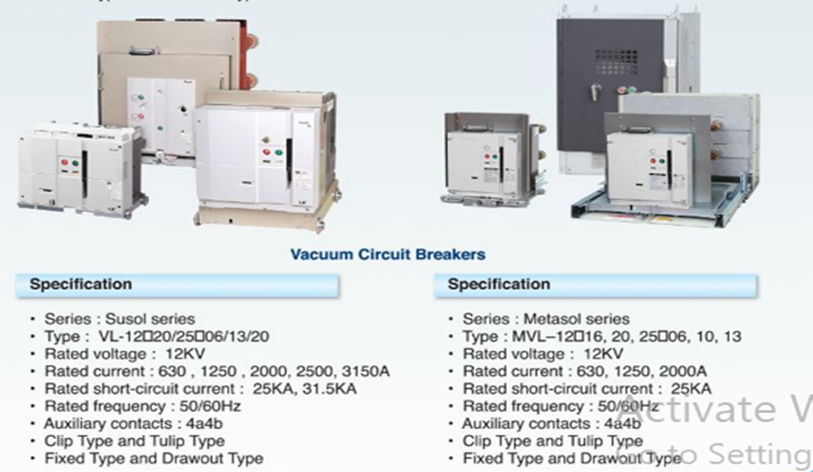 Vacuum Circuit Breakers
Specification
• Series : Susol series
• Type : VL-12□20/25□06/13/20
• Rated voltage : 12KV
• Rated current : 630 , 1250 , 2000, 2500, 3150A
• Rated short-circuit current : 25KA, 31.5KA
• Rated frequency : 50/60Hz
• Auxiliary contacts : 4a4b
• Clip Type and Tulip Type
• Fixed Type and Drawout Type
Specification
• Series : Metasol series
• Type : MVL–12□16, 20, 25□06, 10, 13
• Rated voltage : 12KV
• Rated current : 630, 1250, 2000A
• Rated short-circuit current : 25KA
• Rated frequency : 50/60Hz
• Auxiliary contacts : 4a4b
• Clip Type and Tulip Type
• Fixed Type and Drawout Type
Activate W
Go to Setting